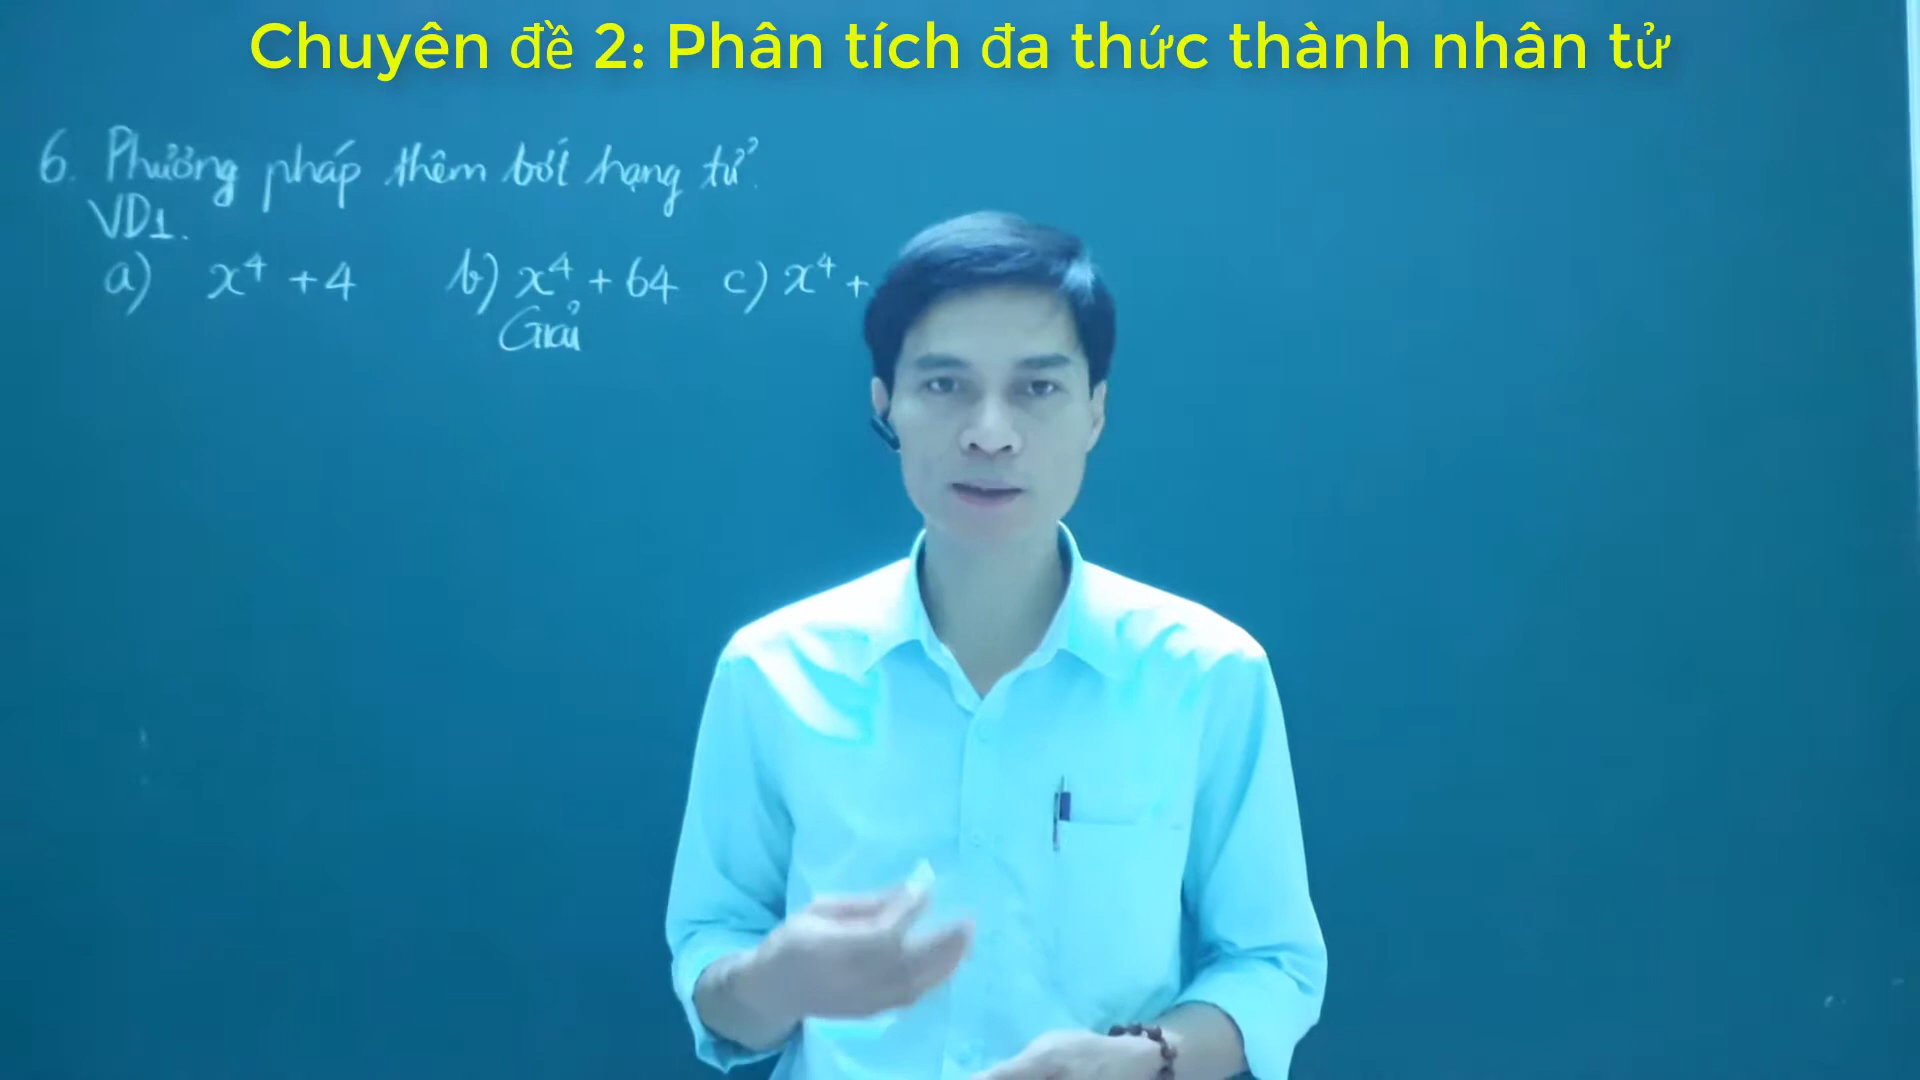 Chuyên đề 2: Phân tích đa thức thành nhân tử
6. Phương pháp thêm bớt hạng tử.
VD1.
a) x⁴ + 4 b) x⁴ + 64 c) x⁴ +
Giải